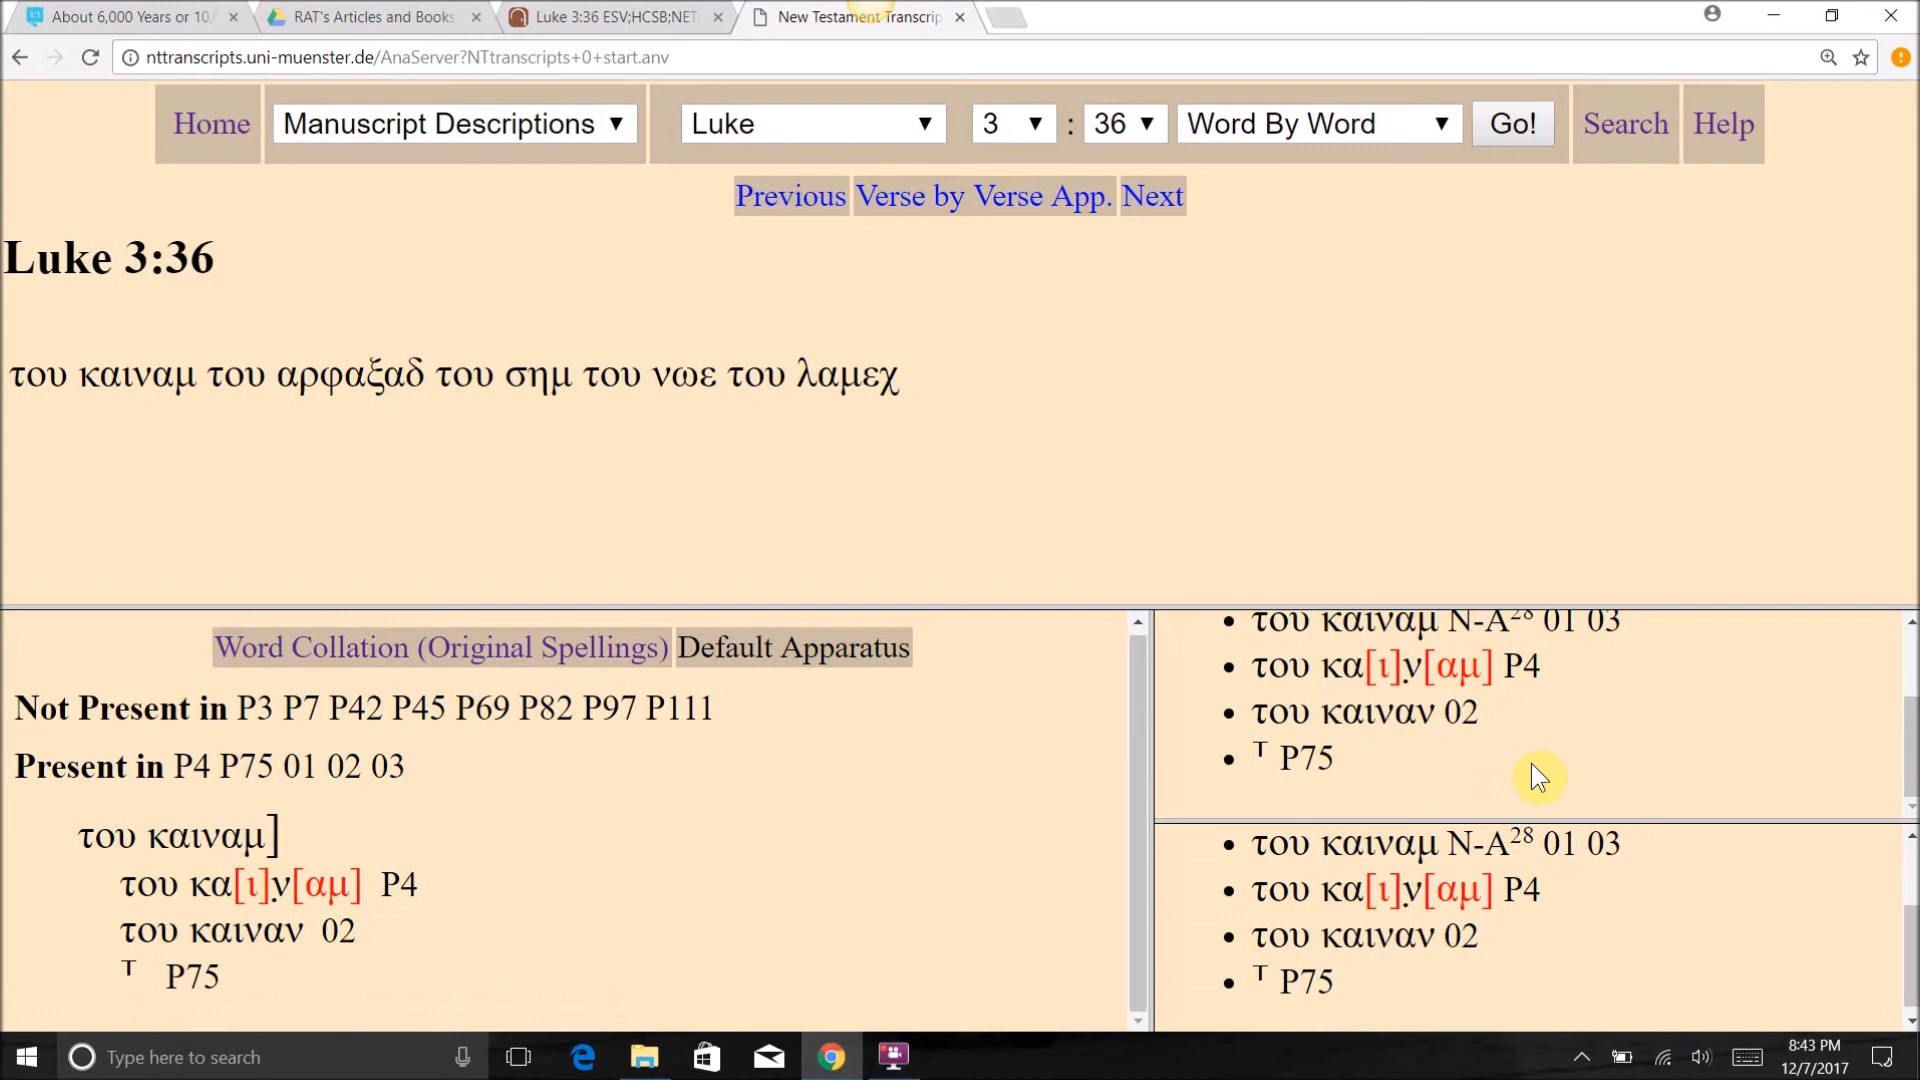 About 6,000 Years or 10,
RAT's Articles and Books
Luke 3:36 ESV;HCSB;NET
New Testament Transcrip
nttranscripts.uni-muenster.de/AnaServer?NTtranscripts+0+start.anv
Home Manuscript Descriptions Luke 3 : 36 Word By Word Go! Search Help
Previous Verse by Verse App. Next
Luke 3:36
του καιναμ του αρφαξαδ του σημ του νωε του λαμεχ
Word Collation (Original Spellings) Default Apparatus
Not Present in P3 P7 P42 P45 P69 P82 P97 P111
Present in P4 P75 01 02 03
του καιναμ]
του κα[ι]ν̣[αμ] P4
του καιναν 02
⊤ P75
• του καιναμ N-A²⁸ 01 03
• του κα[ι]ν̣[αμ] P4
• του καιναν 02
• ⊤ P75
• του καιναμ N-A²⁸ 01 03
• του κα[ι]ν̣[αμ] P4
• του καιναν 02
• ⊤ P75
Type here to search
8:43 PM
12/7/2017